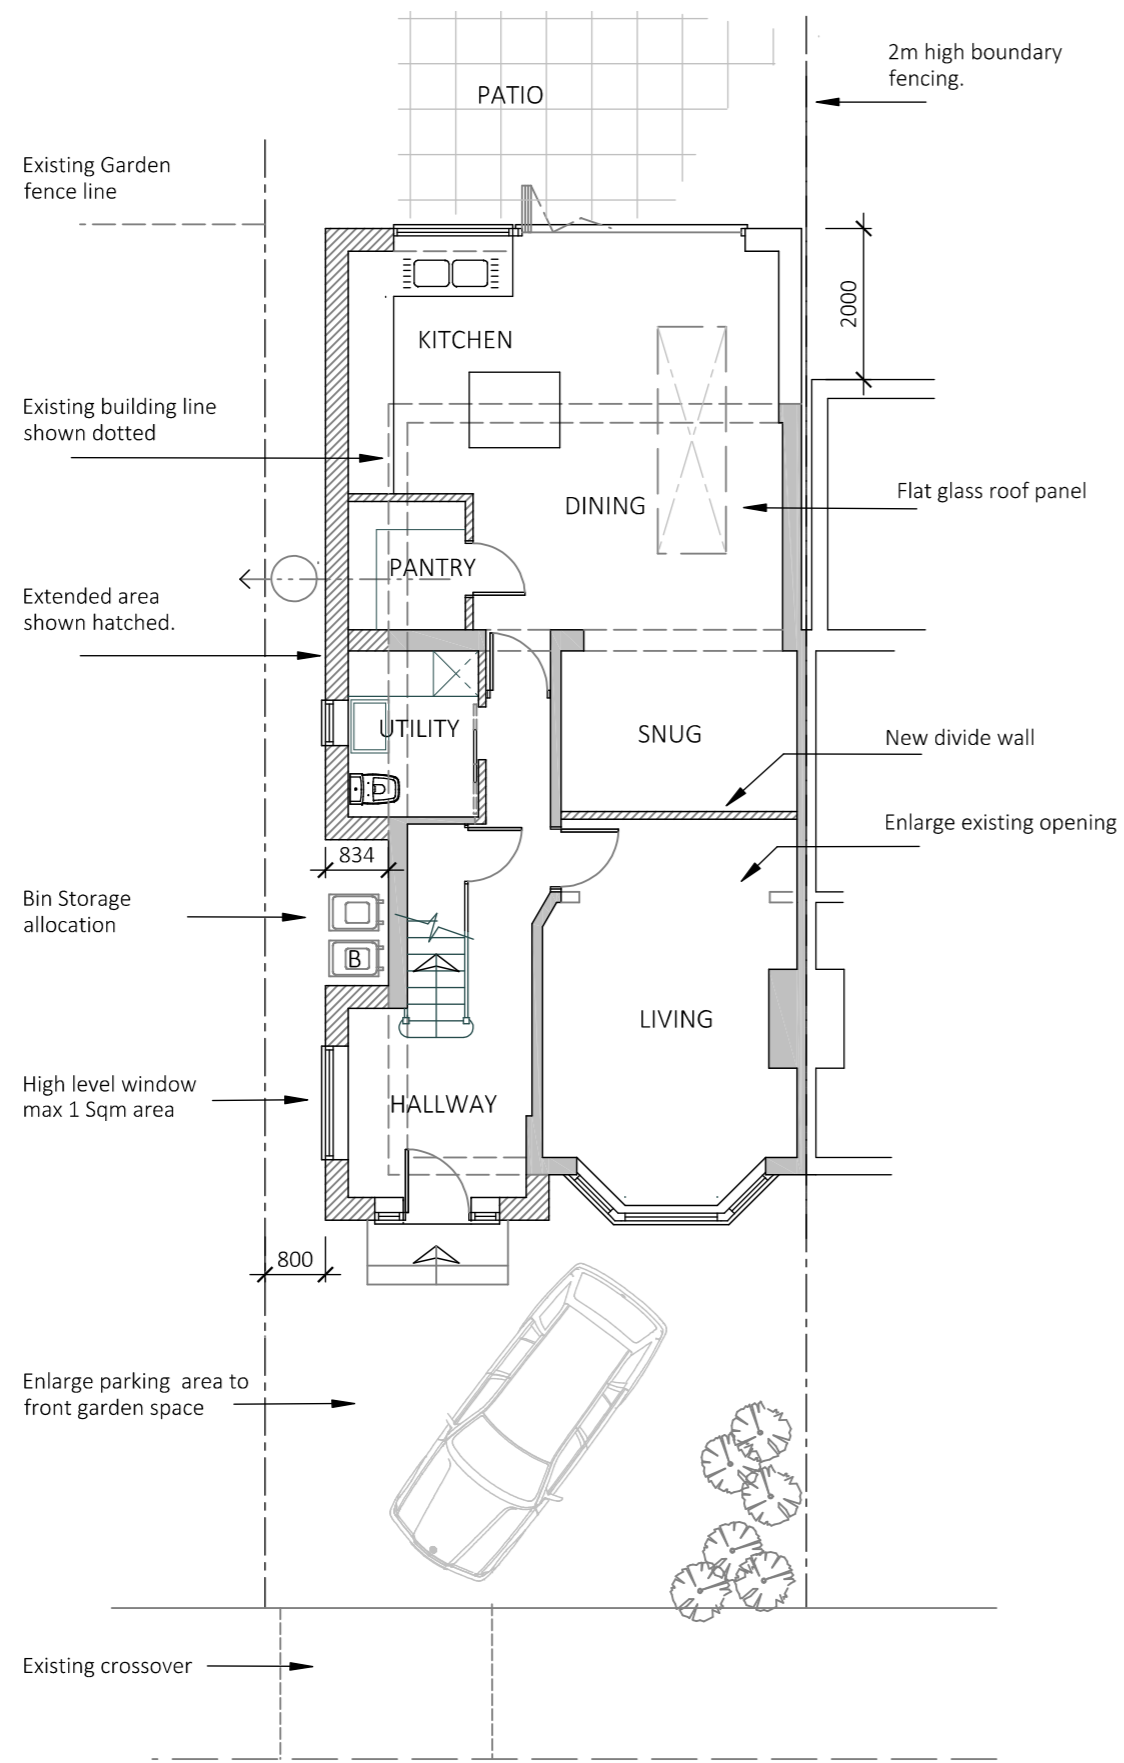 2m high boundary
fencing.
PATIO
Existing Garden
fence line
2000
KITCHEN
Existing building line
shown dotted
Flat glass roof panel
DINING
PANTRY
Extended area
shown hatched.
UTILITY
SNUG
New divide wall
Enlarge existing opening
834
Bin Storage
allocation
B
LIVING
High level window
max 1 Sqm area
HALLWAY
800
Enlarge parking area to
front garden space
Existing crossover